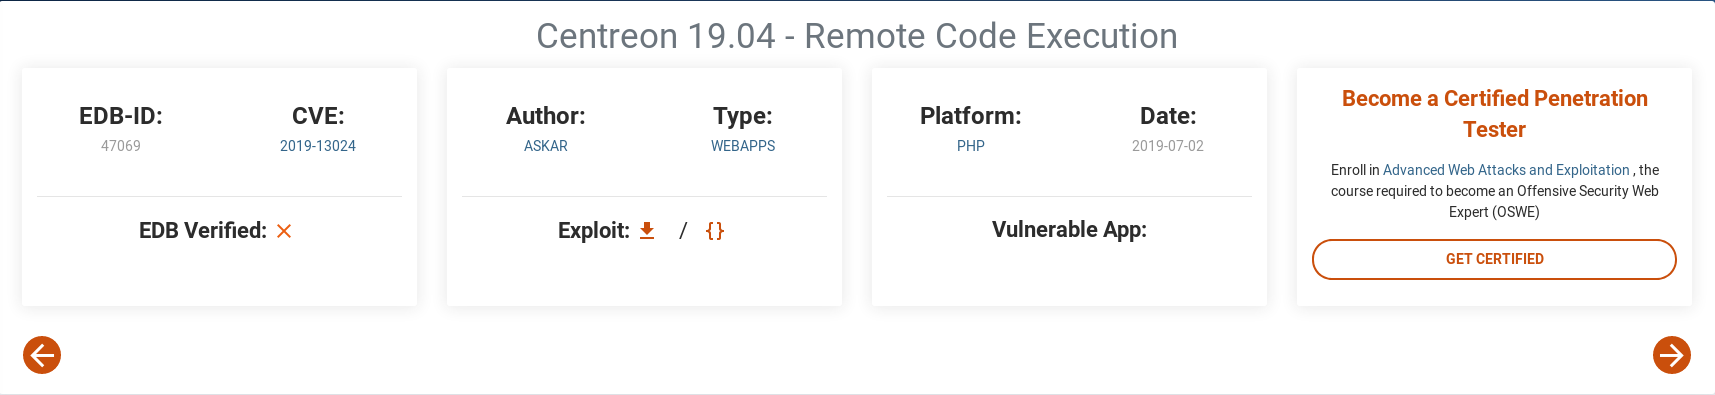 Centreon 19.04 - Remote Code Execution
EDB-ID:
47069
CVE:
2019-13024
EDB Verified:
Author:
ASKAR
Type:
WEBAPPS
Exploit: / {}
Platform:
PHP
Date:
2019-07-02
Vulnerable App:
Become a Certified Penetration
Tester
Enroll in Advanced Web Attacks and Exploitation , the
course required to become an Offensive Security Web
Expert (OSWE)
GET CERTIFIED